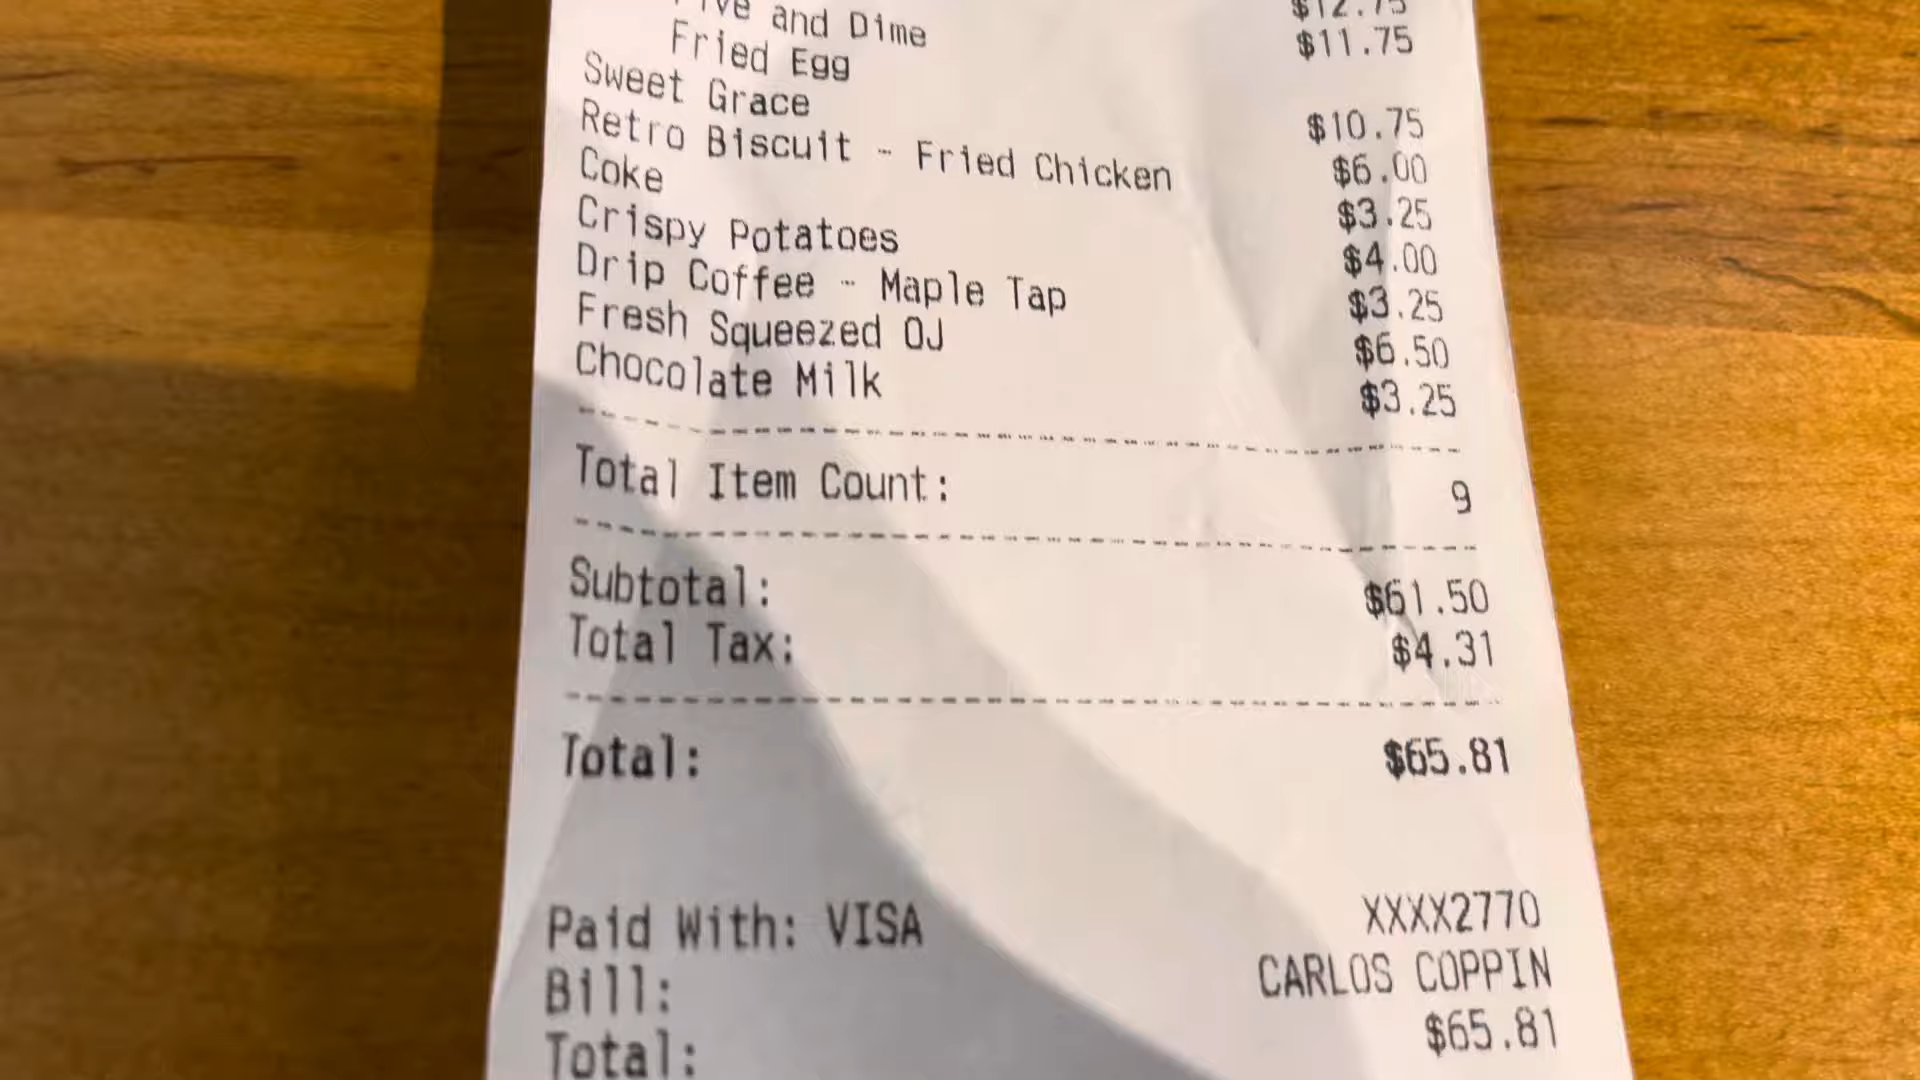 $12.75
Five and Dime $11.75
Fried Egg
Sweet Grace $10.75
Retro Biscuit - Fried Chicken $6.00
Coke $3.25
Crispy Potatoes $4.00
Drip Coffee - Maple Tap $3.25
Fresh Squeezed OJ $6.50
Chocolate Milk $3.25
Total Item Count: 9
Subtotal: $61.50
Total Tax: $4.31
Total: $65.81
Paid With: VISA XXXX2770
Bill: CARLOS COPPIN
Total: $65.81